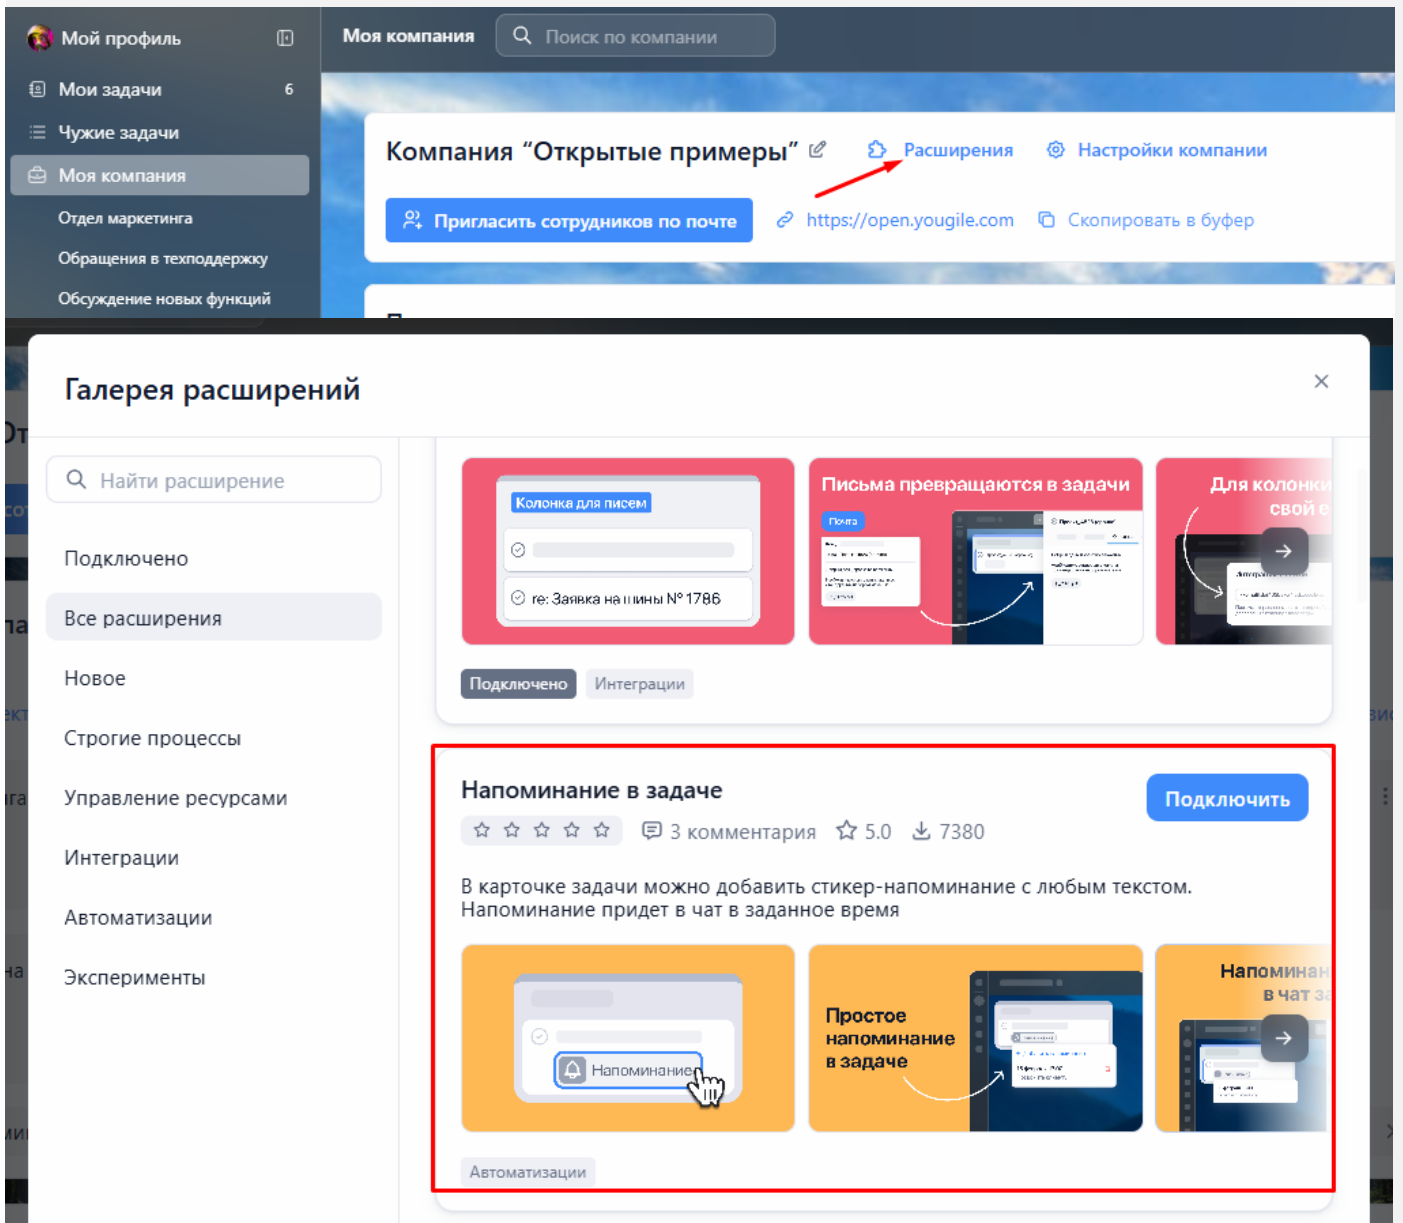 Мой профиль
Мои задачи 6
Чужие задачи
Моя компания
Отдел маркетинга
Обращения в техподдержку
Обсуждение новых функций
Моя компания Поиск по компании
Компания “Открытые примеры” Расширения Настройки компании
Пригласить сотрудников по почте https://open.yougile.com Скопировать в буфер
Галерея расширений
Найти расширение
Подключено
Все расширения
Новое
Строгие процессы
Управление ресурсами
Интеграции
Автоматизации
Эксперименты
Колонка для писем
re: Заявка на шины № 1786
Письма превращаются в задачи
Почта
Для колонки
свой e
Подключено Интеграции
Напоминание в задаче
Подключить
3 комментария 5.0 7380
В карточке задачи можно добавить стикер-напоминание с любым текстом.
Напоминание придет в чат в заданное время
Напоминание
Простое
напоминание
в задаче
Напоминан
в чат за
Автоматизации